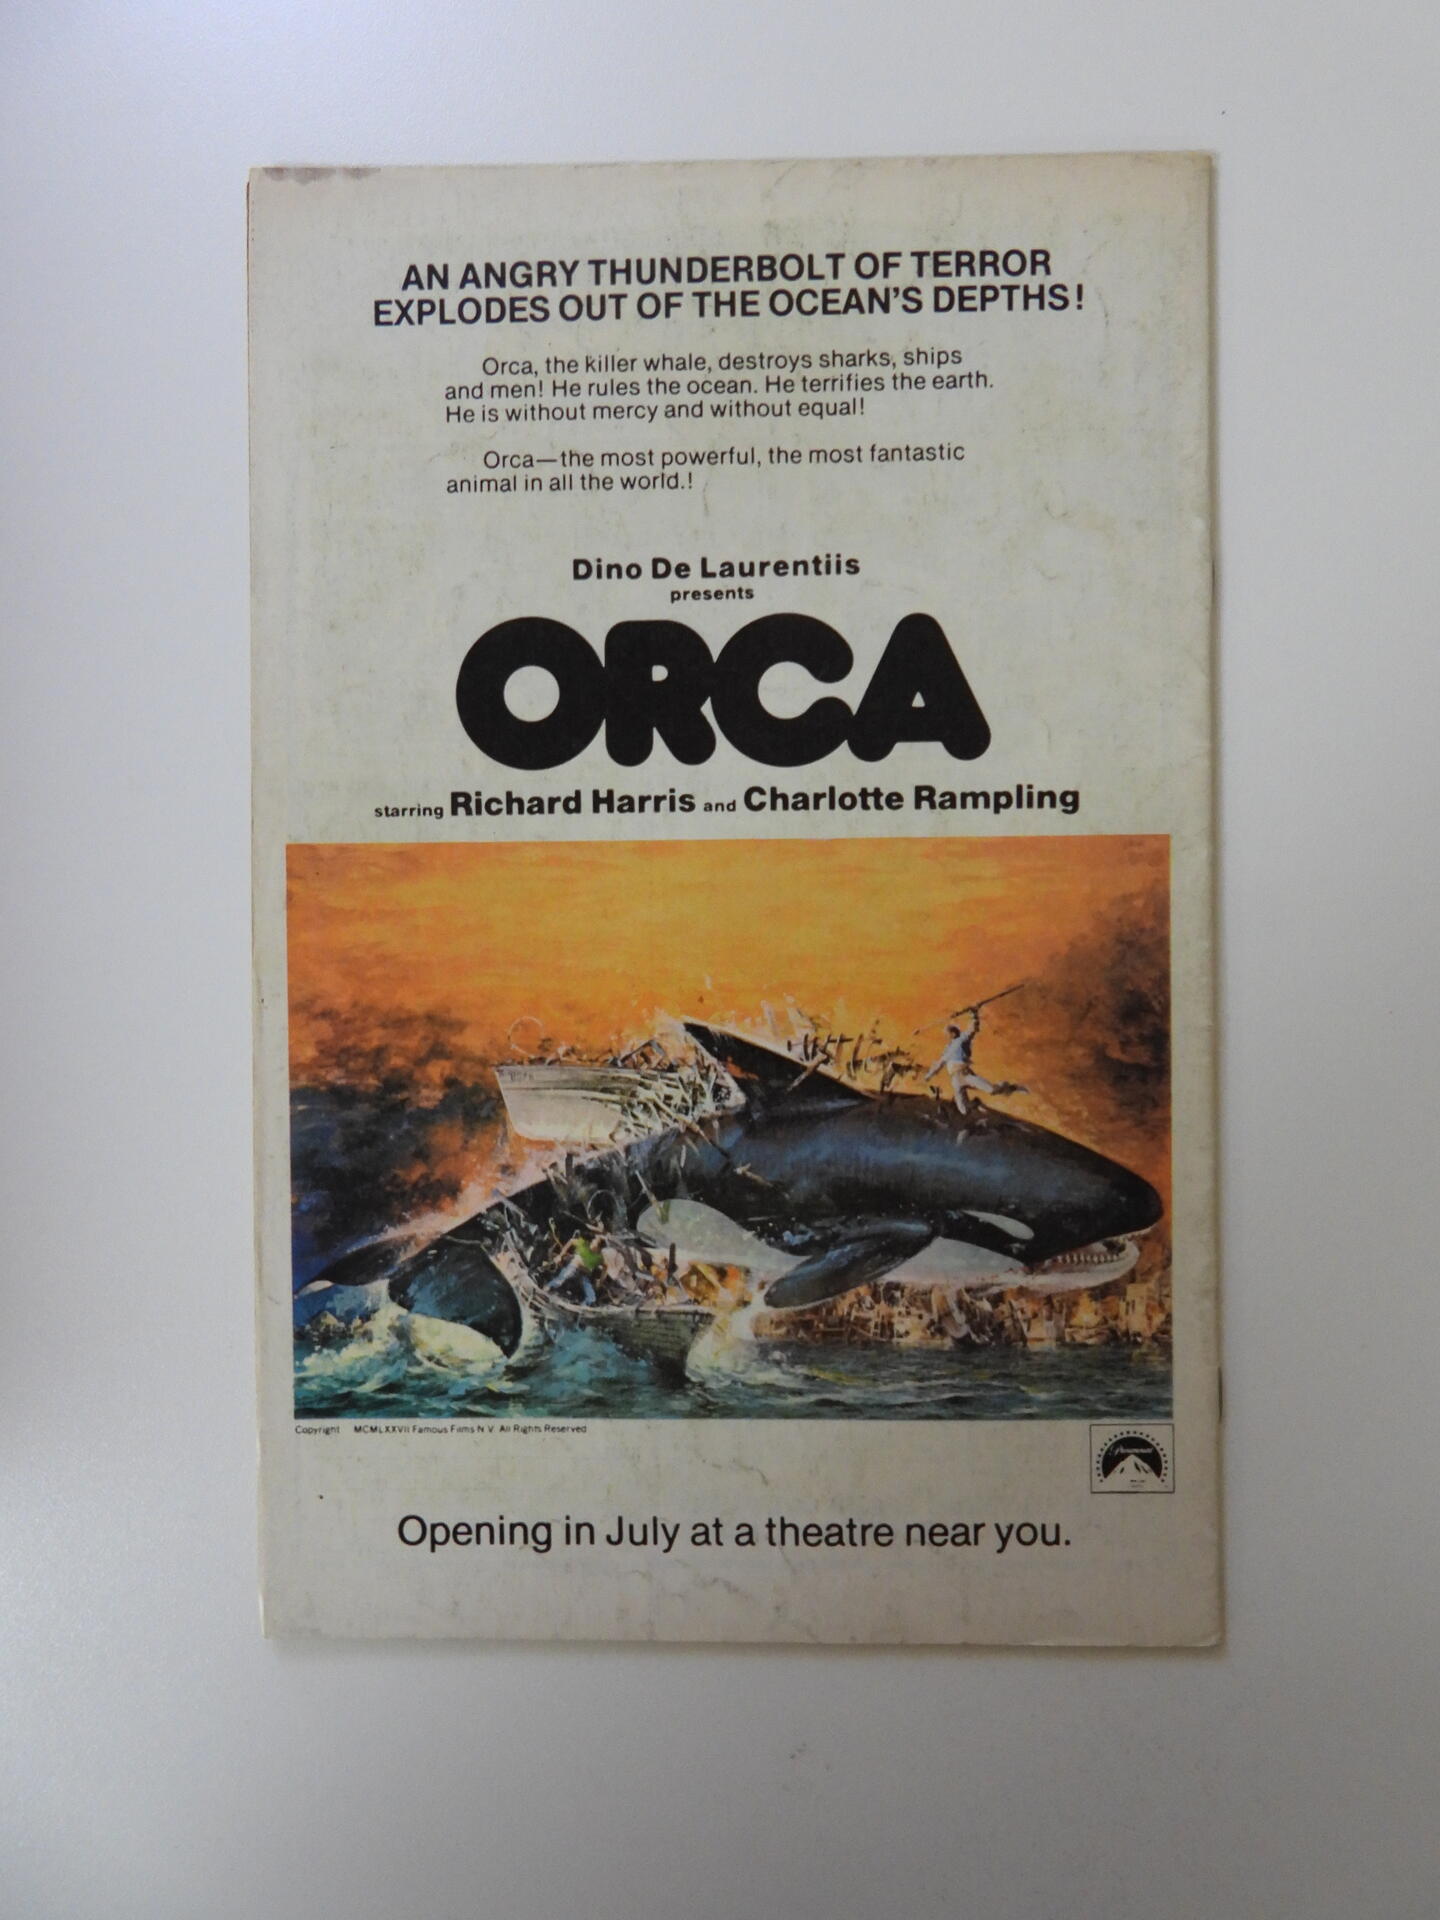 AN ANGRY THUNDERBOLT OF TERROR
EXPLODES OUT OF THE OCEAN'S DEPTHS!
Orca, the killer whale, destroys sharks, ships
and men! He rules the ocean. He terrifies the earth.
He is without mercy and without equal!
Orca—the most powerful, the most fantastic
animal in all the world.!
Dino De Laurentiis
presents
ORCA
starring Richard Harris and Charlotte Rampling
Copyright MCMLXXVII Famous Films N V All Rights Reserved
Paramount
Opening in July at a theatre near you.